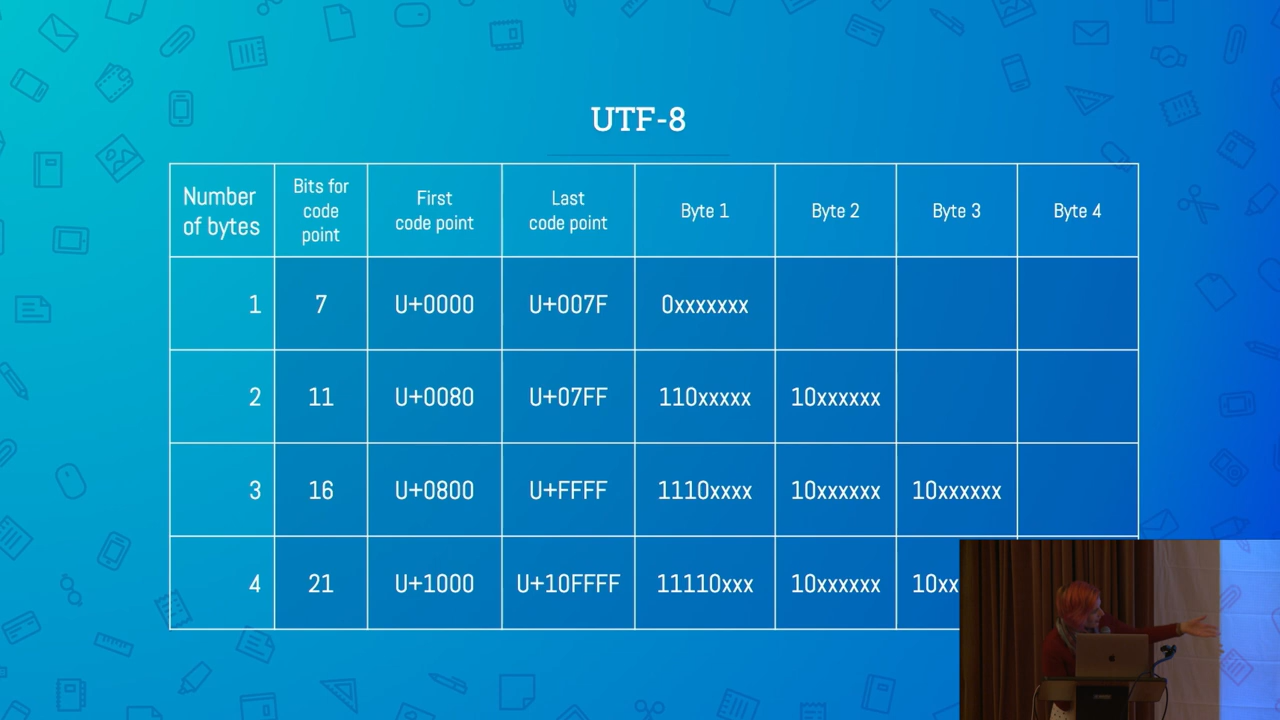 UTF-8
Number of bytes
Bits for code point
First code point
Last code point
Byte 1
Byte 2
Byte 3
Byte 4
1 7 U+0000 U+007F 0xxxxxxx
2 11 U+0080 U+07FF 110xxxxx 10xxxxxx
3 16 U+0800 U+FFFF 1110xxxx 10xxxxxx 10xxxxxx
4 21 U+1000 U+10FFFF 11110xxx 10xxxxxx 10xx